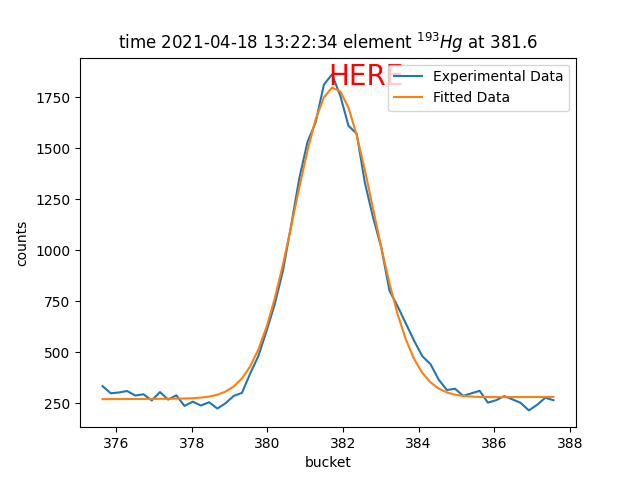 time 2021-04-18 13:22:34 element ¹⁹³Hg at 381.6
HERE
Experimental Data
Fitted Data
counts
1750
1500
1250
1000
750
500
250
376 378 380 382 384 386 388
bucket